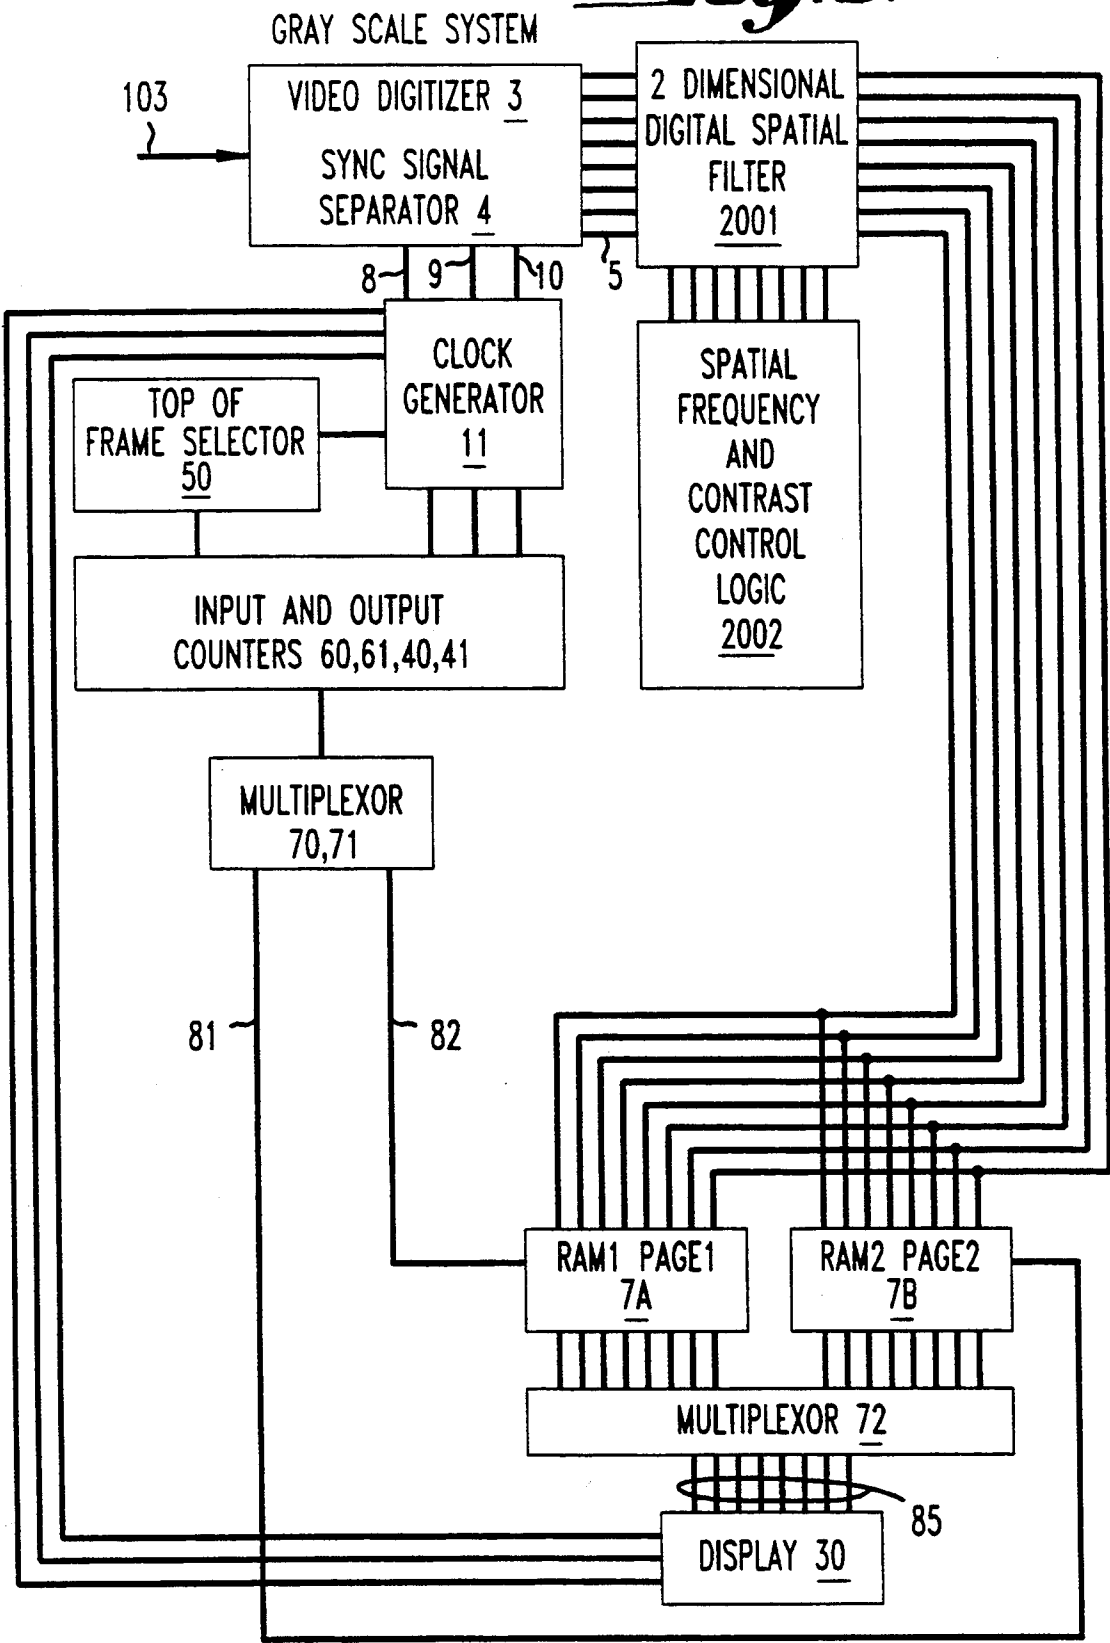 GRAY SCALE SYSTEM
103
VIDEO DIGITIZER 3
SYNC SIGNAL
SEPARATOR 4
2 DIMENSIONAL
DIGITAL SPATIAL
FILTER
2001
8
9
10
5
CLOCK
GENERATOR
11
TOP OF
FRAME SELECTOR
50
SPATIAL
FREQUENCY
AND
CONTRAST
CONTROL
LOGIC
2002
INPUT AND OUTPUT
COUNTERS 60,61,40,41
MULTIPLEXOR
70,71
81
82
RAM1 PAGE1
7A
RAM2 PAGE2
7B
MULTIPLEXOR 72
85
DISPLAY 30